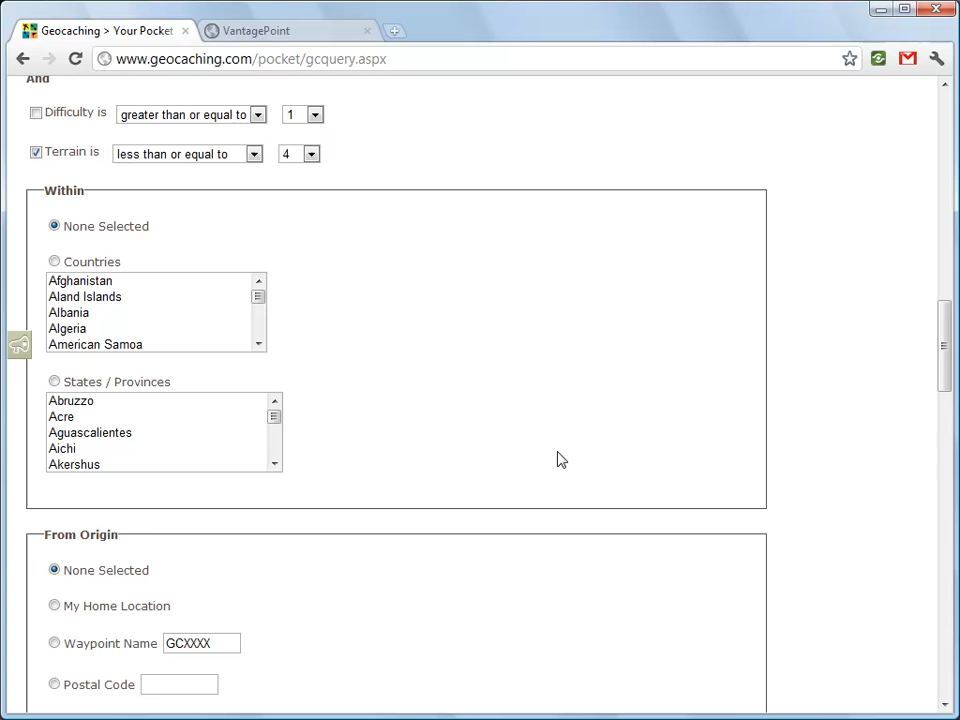 Geocaching > Your Pocket
VantagePoint
www.geocaching.com/pocket/gcquery.aspx
And
Difficulty is greater than or equal to 1
Terrain is less than or equal to 4
Within
None Selected
Countries
Afghanistan
Aland Islands
Albania
Algeria
American Samoa
States / Provinces
Abruzzo
Acre
Aguascalientes
Aichi
Akershus
From Origin
None Selected
My Home Location
Waypoint Name GCXXXX
Postal Code